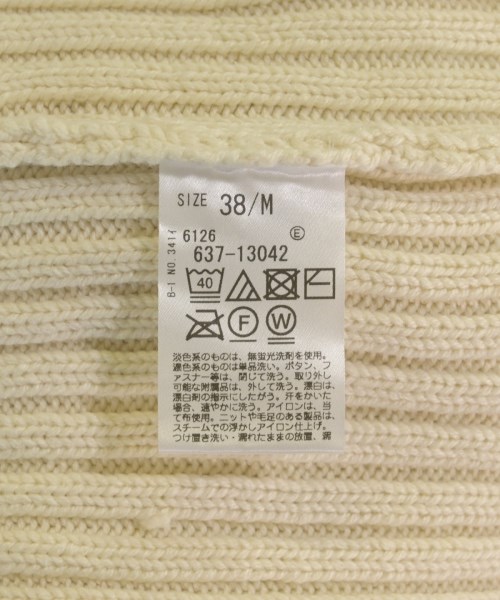 SIZE 38/M
6126 E
637-13042
40
F W
淡色系のものは、無蛍光洗剤を使用。
濃色系のものは単品洗い。ボタン、フ
ァスナー等は、閉じて洗う。取り外し
可能な附属品は、外して洗う。漂白は、
漂白剤の指示にしたがう。汗をかいた
場合、速やかに洗う。アイロンは、当
て布使用。ニットや毛足のある製品は、
スチームでの浮かしアイロン仕上げ。
つけ置き洗い・濡れたままの放置、濡
6-1 NO 3414